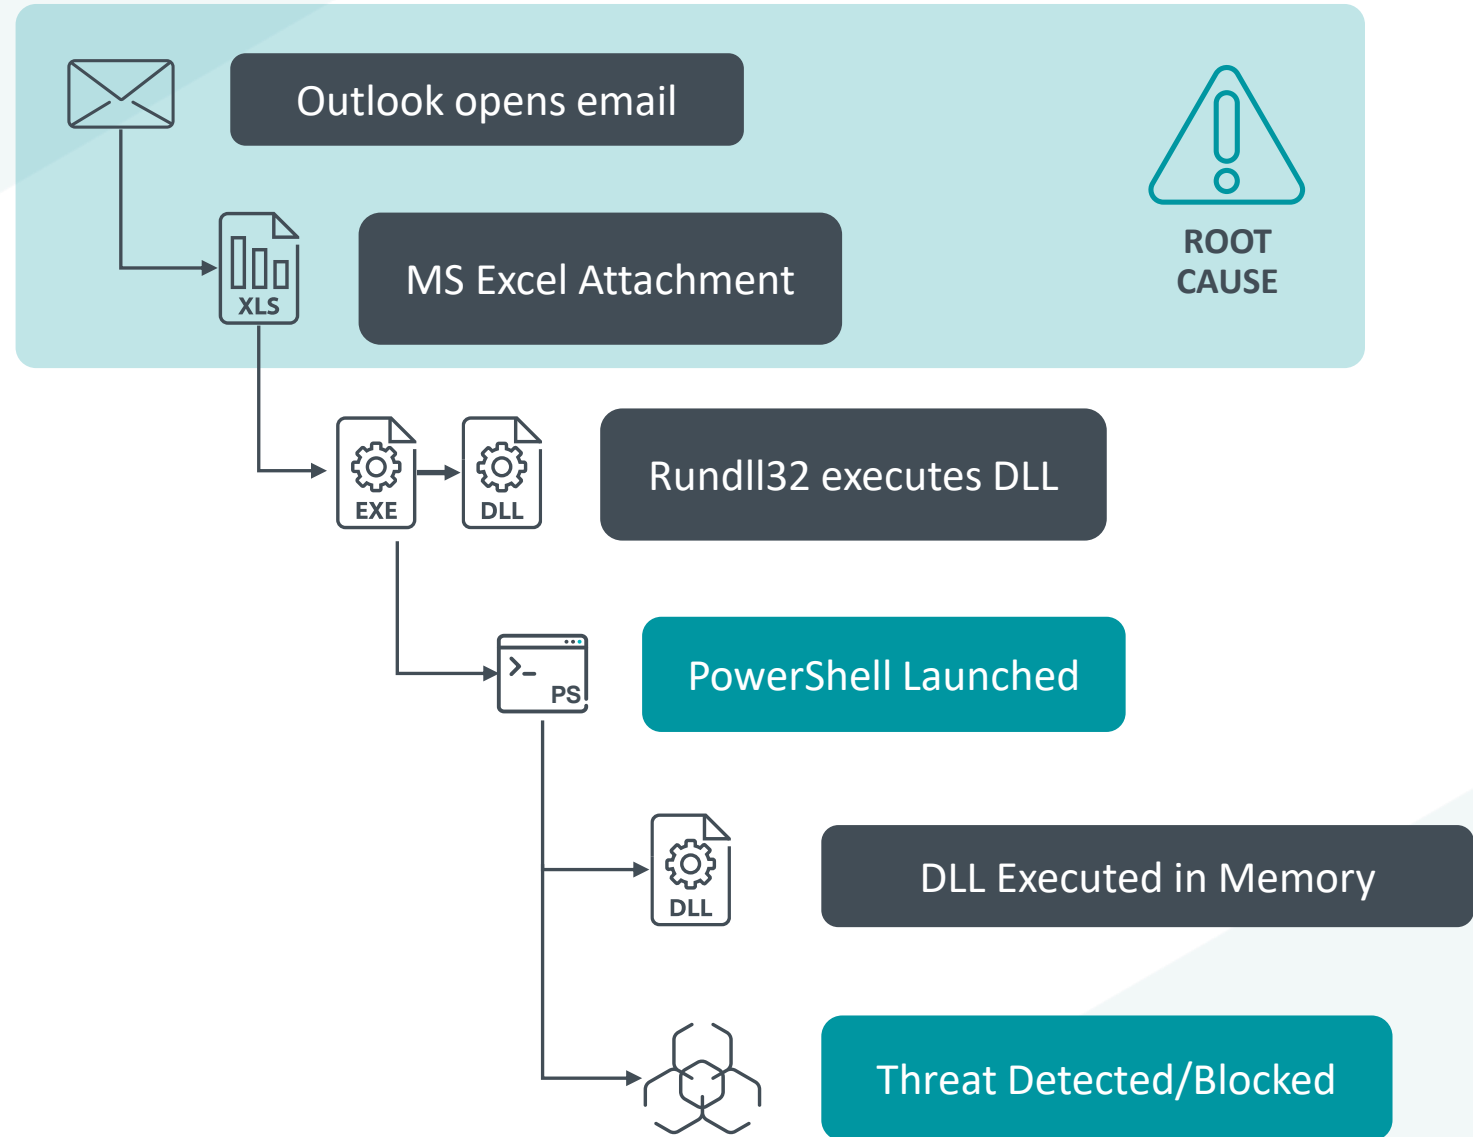 Outlook opens email
ROOT
CAUSE
XLS
MS Excel Attachment
EXE
DLL
Rundll32 executes DLL
>_
PS
PowerShell Launched
DLL
DLL Executed in Memory
Threat Detected/Blocked